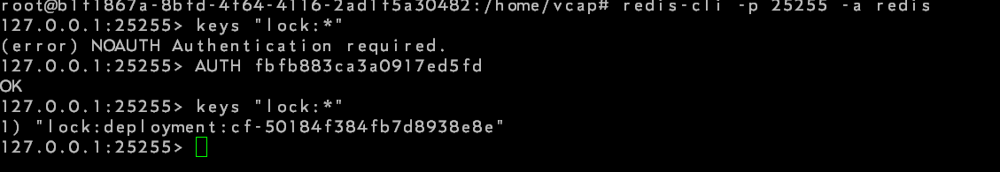 root@b1f1867a-8bfd-4f64-4116-2ad1f5a30482:/home/vcap# redis-cli -p 25255 -a redis
127.0.0.1:25255> keys "lock:*"
(error) NOAUTH Authentication required.
127.0.0.1:25255> AUTH fbfb883ca3a0917ed5fd
OK
127.0.0.1:25255> keys "lock:*"
1) "lock:deployment:cf-50184f384fb7d8938e8e"
127.0.0.1:25255>